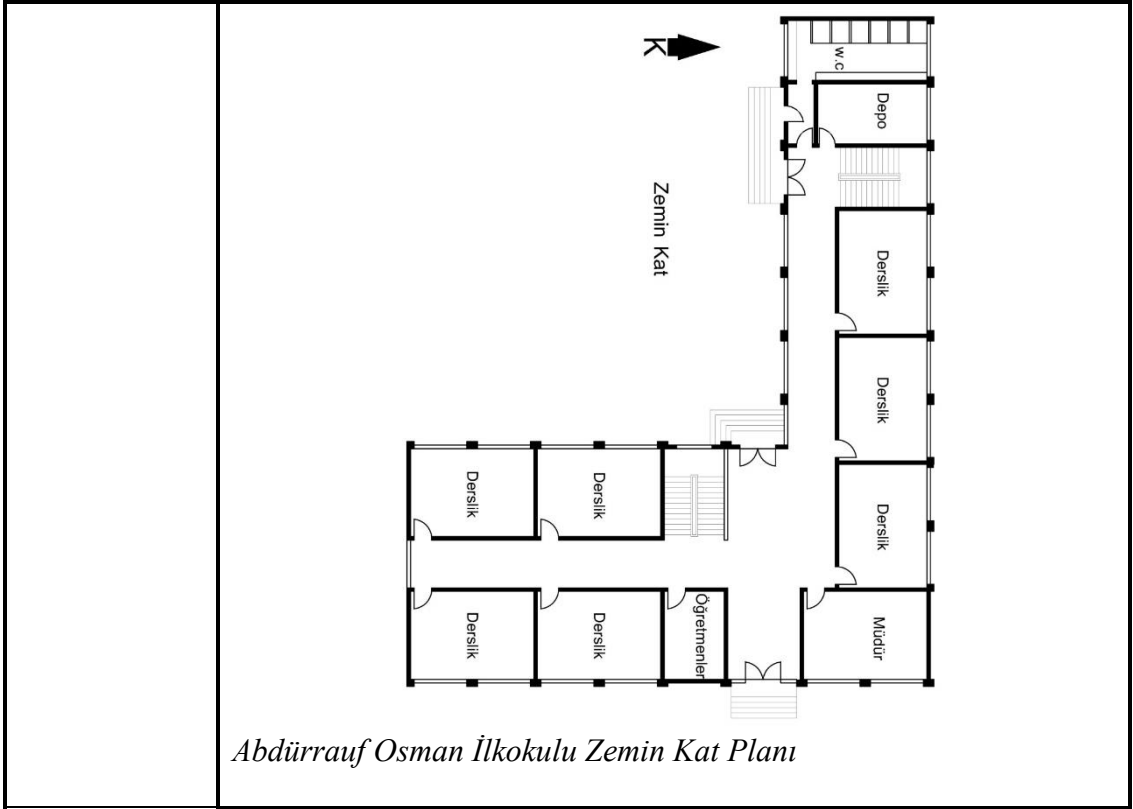 K
w.c
Depo
Zemin Kat
Derslik
Derslik
Derslik
Derslik
Derslik
Derslik
Derslik
Öğretmenler
Müdür
Abdürrauf Osman İlkokulu Zemin Kat Planı